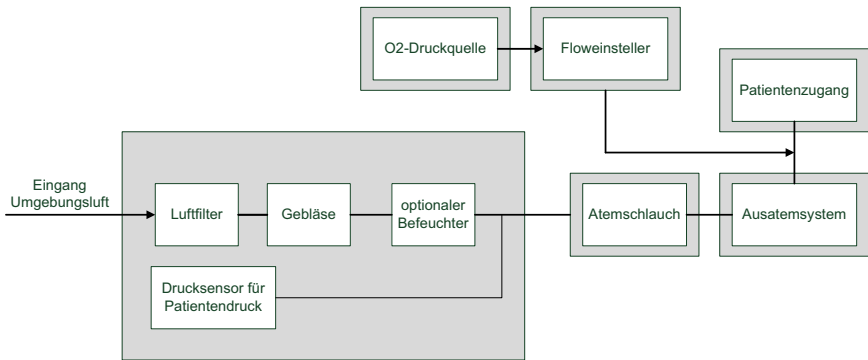 O2-Druckquelle
Floweinsteller
Patientenzugang
Eingang
Umgebungsluft
Luftfilter
Gebläse
optionaler
Befeuchter
Atemschlauch
Ausatemsystem
Drucksensor für
Patientendruck